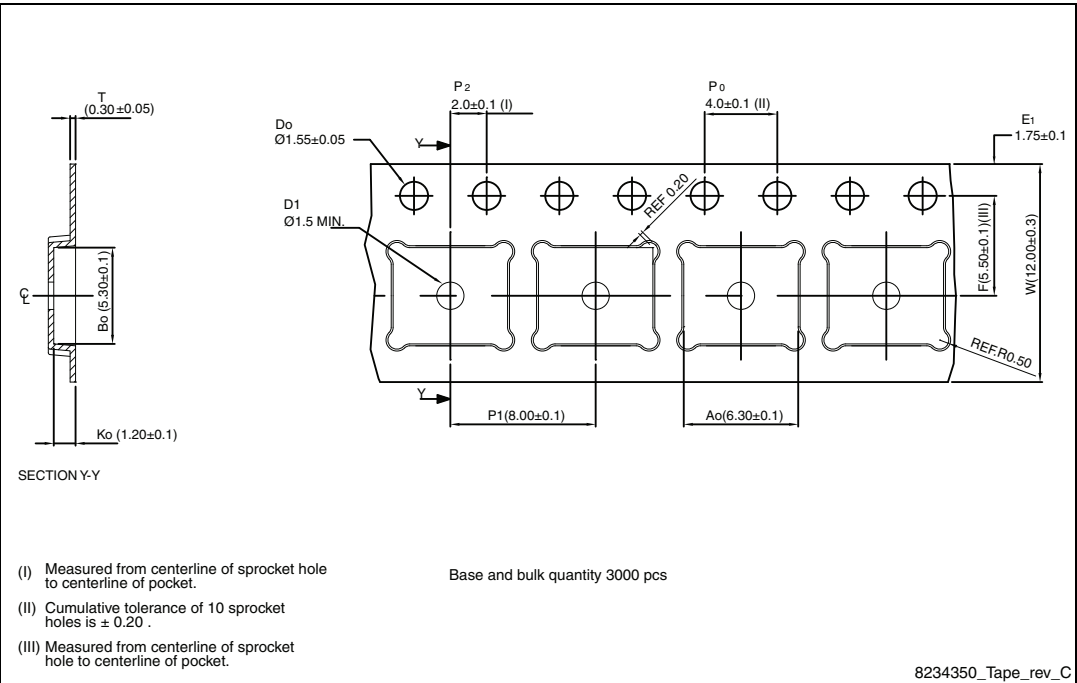 T
(0.30±0.05)
P2
2.0±0.1 (I)
P0
4.0±0.1 (II)
E1
1.75±0.1
Do
Ø1.55±0.05
Y
D1
Ø1.5 MIN.
REF 0.20
F(5.50±0.1)(III)
W(12.00±0.3)
Bo (5.30±0.1)
℄
REF.R0.50
Y
P1(8.00±0.1)
Ao(6.30±0.1)
Ko (1.20±0.1)
SECTION Y-Y
(I) Measured from centerline of sprocket hole
to centerline of pocket.
Base and bulk quantity 3000 pcs
(II) Cumulative tolerance of 10 sprocket
holes is ± 0.20 .
(III) Measured from centerline of sprocket
hole to centerline of pocket.
8234350_Tape_rev_C